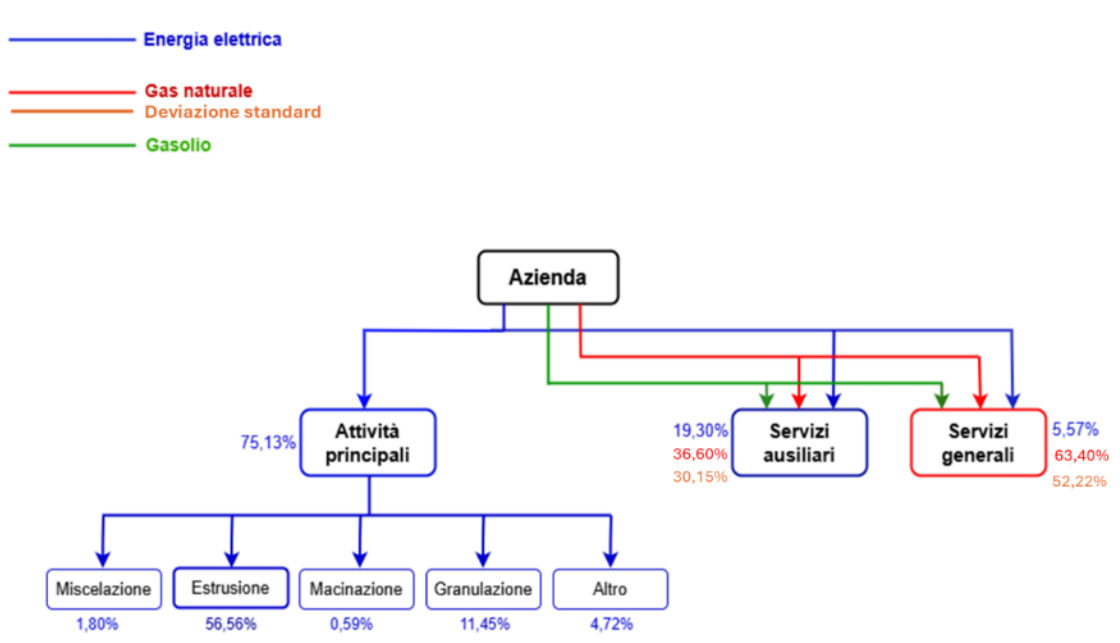 Energia elettrica
Gas naturale
Deviazione standard
Gasolio
Azienda
75,13%
Attività
principali
19,30%
36,60%
30,15%
Servizi
ausiliari
Servizi
generali
5,57%
63,40%
52,22%
Miscelazione
Estrusione
Macinazione
Granulazione
Altro
1,80%
56,56%
0,59%
11,45%
4,72%